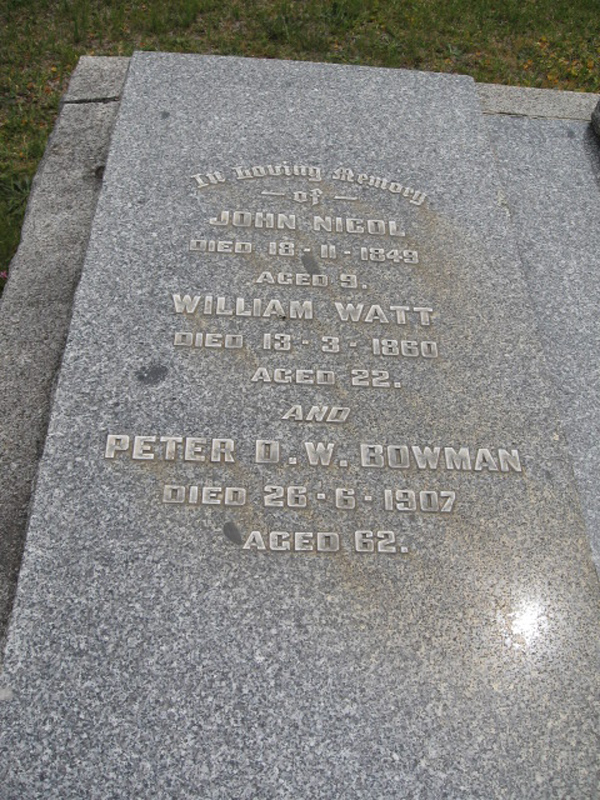 In Loving Memory
— of —
JOHN NICOL
DIED 18 - 11 - 1849
AGED 9.
WILLIAM WATT
DIED 13 - 3 - 1860
AGED 22.
AND
PETER D. W. BOWMAN
DIED 26 - 6 - 1907
AGED 62.